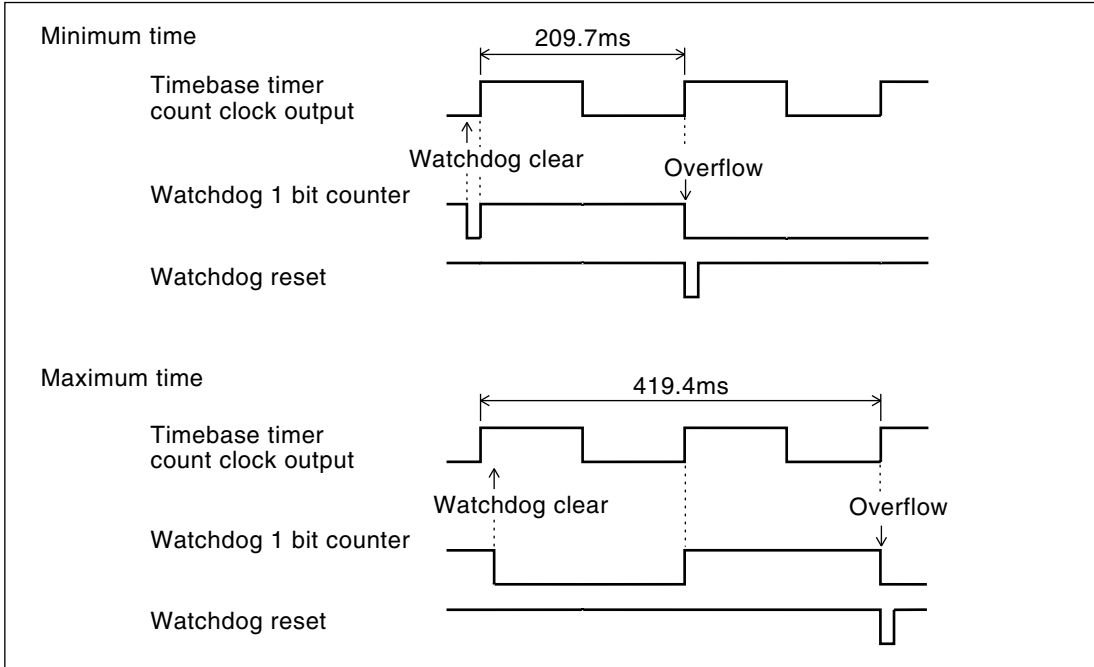 Minimum time
209.7ms
Timebase timer
count clock output
Watchdog clear
Overflow
Watchdog 1 bit counter
Watchdog reset
Maximum time
419.4ms
Timebase timer
count clock output
Watchdog clear
Overflow
Watchdog 1 bit counter
Watchdog reset